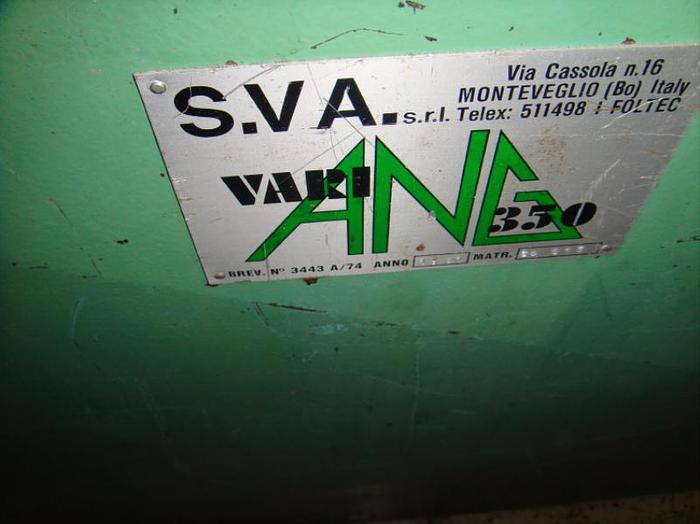 S.V.A. s.r.l.
Via Cassola n.16
MONTEVEGLIO (Bo) Italy
Telex: 511498 I FOLTEC
VARI ANG 350
BREV. N° 3443 A/74 ANNO MATR.